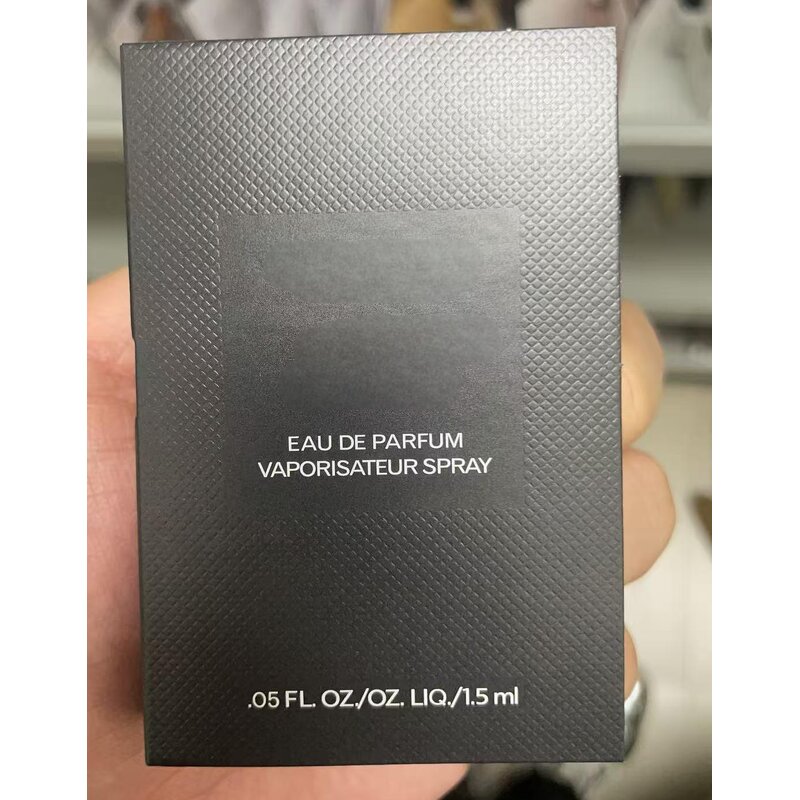 EAU DE PARFUM
VAPORISATEUR SPRAY
.05 FL. OZ./OZ. LIQ./1.5 ml